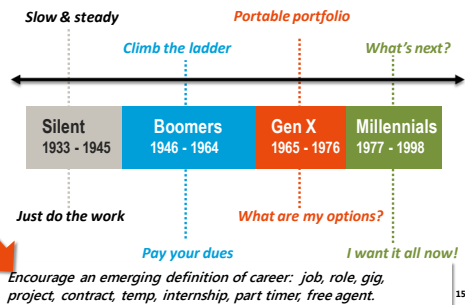 Slow & steady
Portable portfolio
Climb the ladder
What's next?
Silent
1933 - 1945
Boomers
1946 - 1964
Gen X
1965 - 1976
Millennials
1977 - 1998
Just do the work
What are my options?
Pay your dues
I want it all now!
Encourage an emerging definition of career: job, role, gig,
project, contract, temp, internship, part timer, free agent.
15